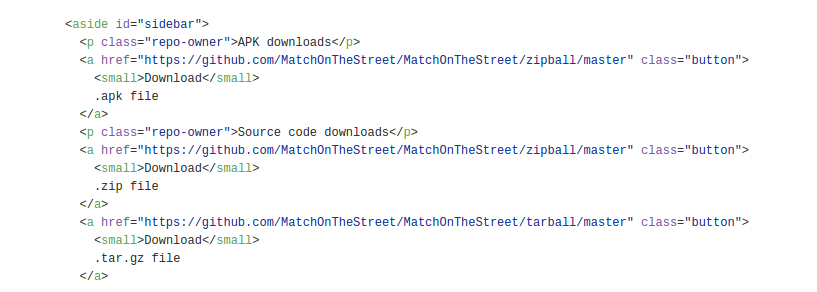 <aside id="sidebar">
<p class="repo-owner">APK downloads</p>
<a href="https://github.com/MatchOnTheStreet/MatchOnTheStreet/zipball/master" class="button">
<small>Download</small>
.apk file
</a>
<p class="repo-owner">Source code downloads</p>
<a href="https://github.com/MatchOnTheStreet/MatchOnTheStreet/zipball/master" class="button">
<small>Download</small>
.zip file
</a>
<a href="https://github.com/MatchOnTheStreet/MatchOnTheStreet/tarball/master" class="button">
<small>Download</small>
.tar.gz file
</a>